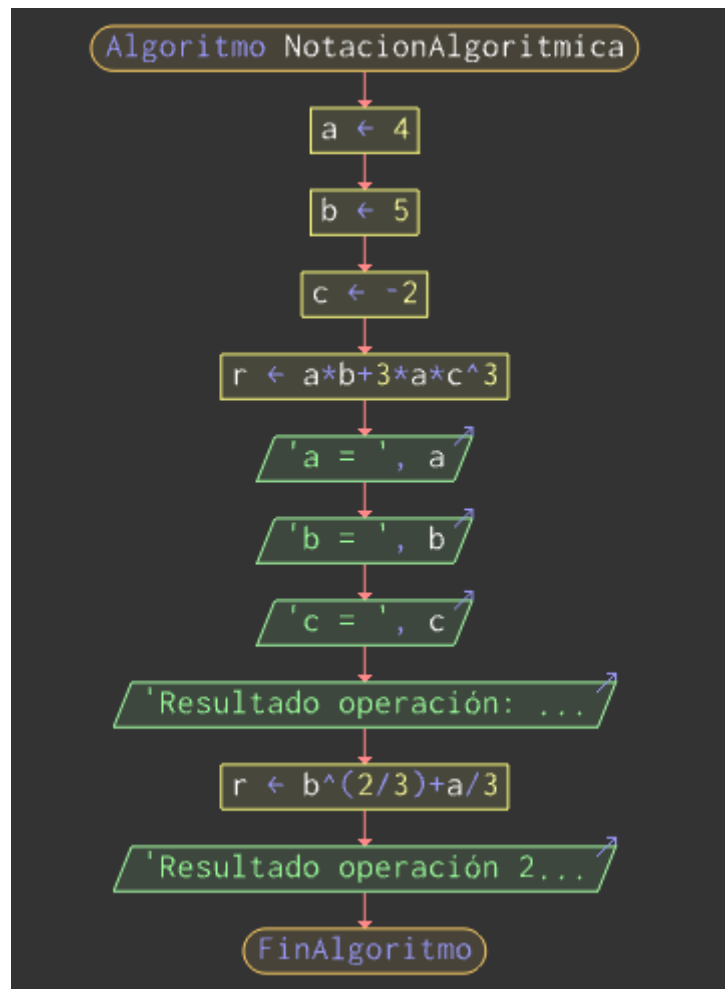 Algoritmo NotacionAlgoritmica
a ← 4
b ← 5
c ← -2
r ← a*b+3*a*c^3
'a = ', a
'b = ', b
'c = ', c
'Resultado operación: ...
r ← b^(2/3)+a/3
'Resultado operación 2...
FinAlgoritmo